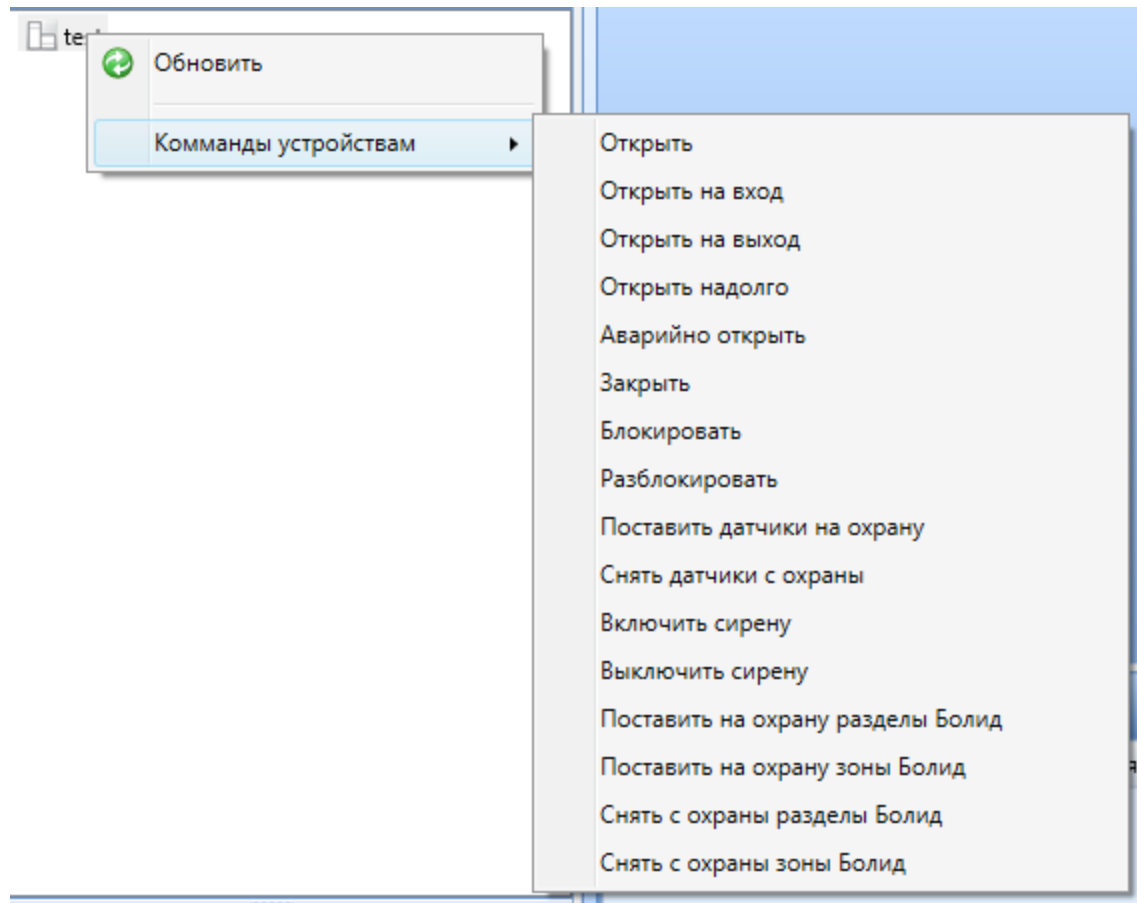 te
Обновить
Комманды устройствам
Открыть
Открыть на вход
Открыть на выход
Открыть надолго
Аварийно открыть
Закрыть
Блокировать
Разблокировать
Поставить датчики на охрану
Снять датчики с охраны
Включить сирену
Выключить сирену
Поставить на охрану разделы Болид
Поставить на охрану зоны Болид
Снять с охраны разделы Болид
Снять с охраны зоны Болид